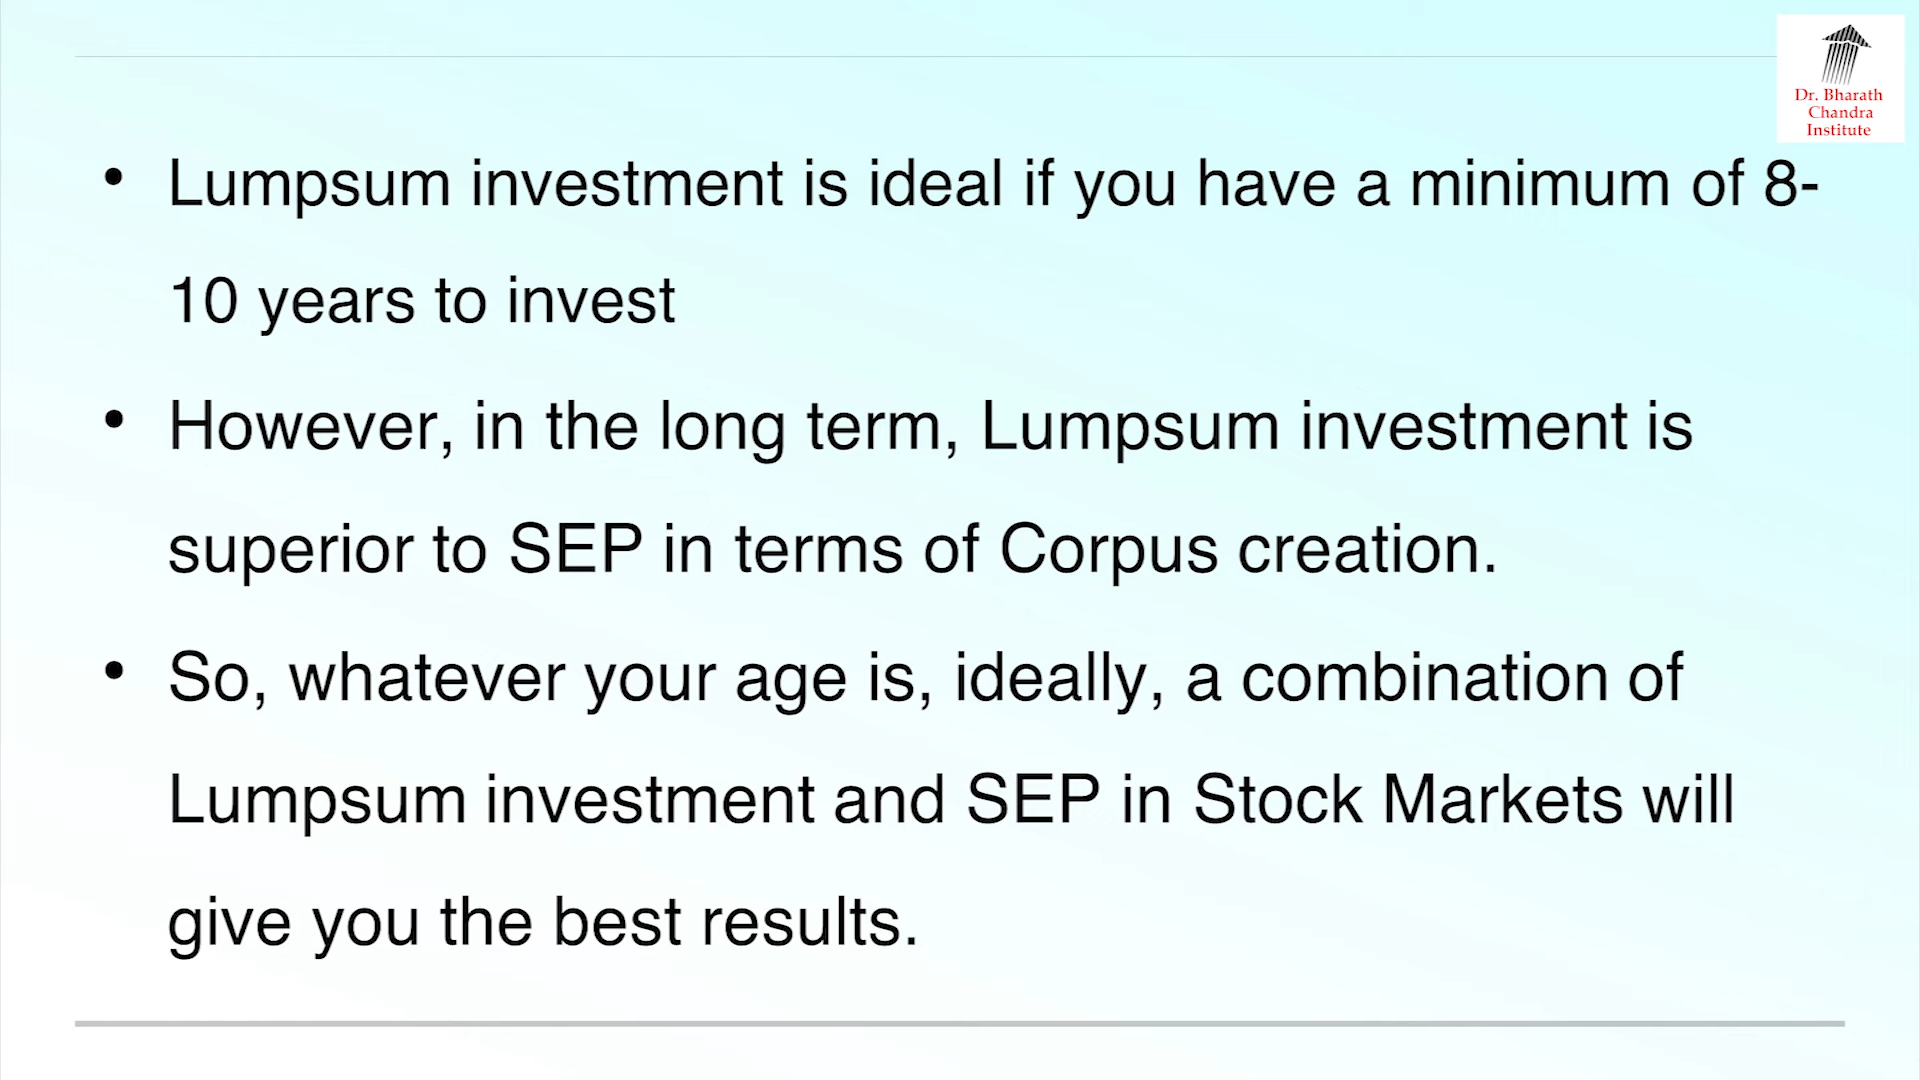 Dr. Bharath
Chandra
Institute
• Lumpsum investment is ideal if you have a minimum of 8-
10 years to invest
• However, in the long term, Lumpsum investment is
superior to SEP in terms of Corpus creation.
• So, whatever your age is, ideally, a combination of
Lumpsum investment and SEP in Stock Markets will
give you the best results.